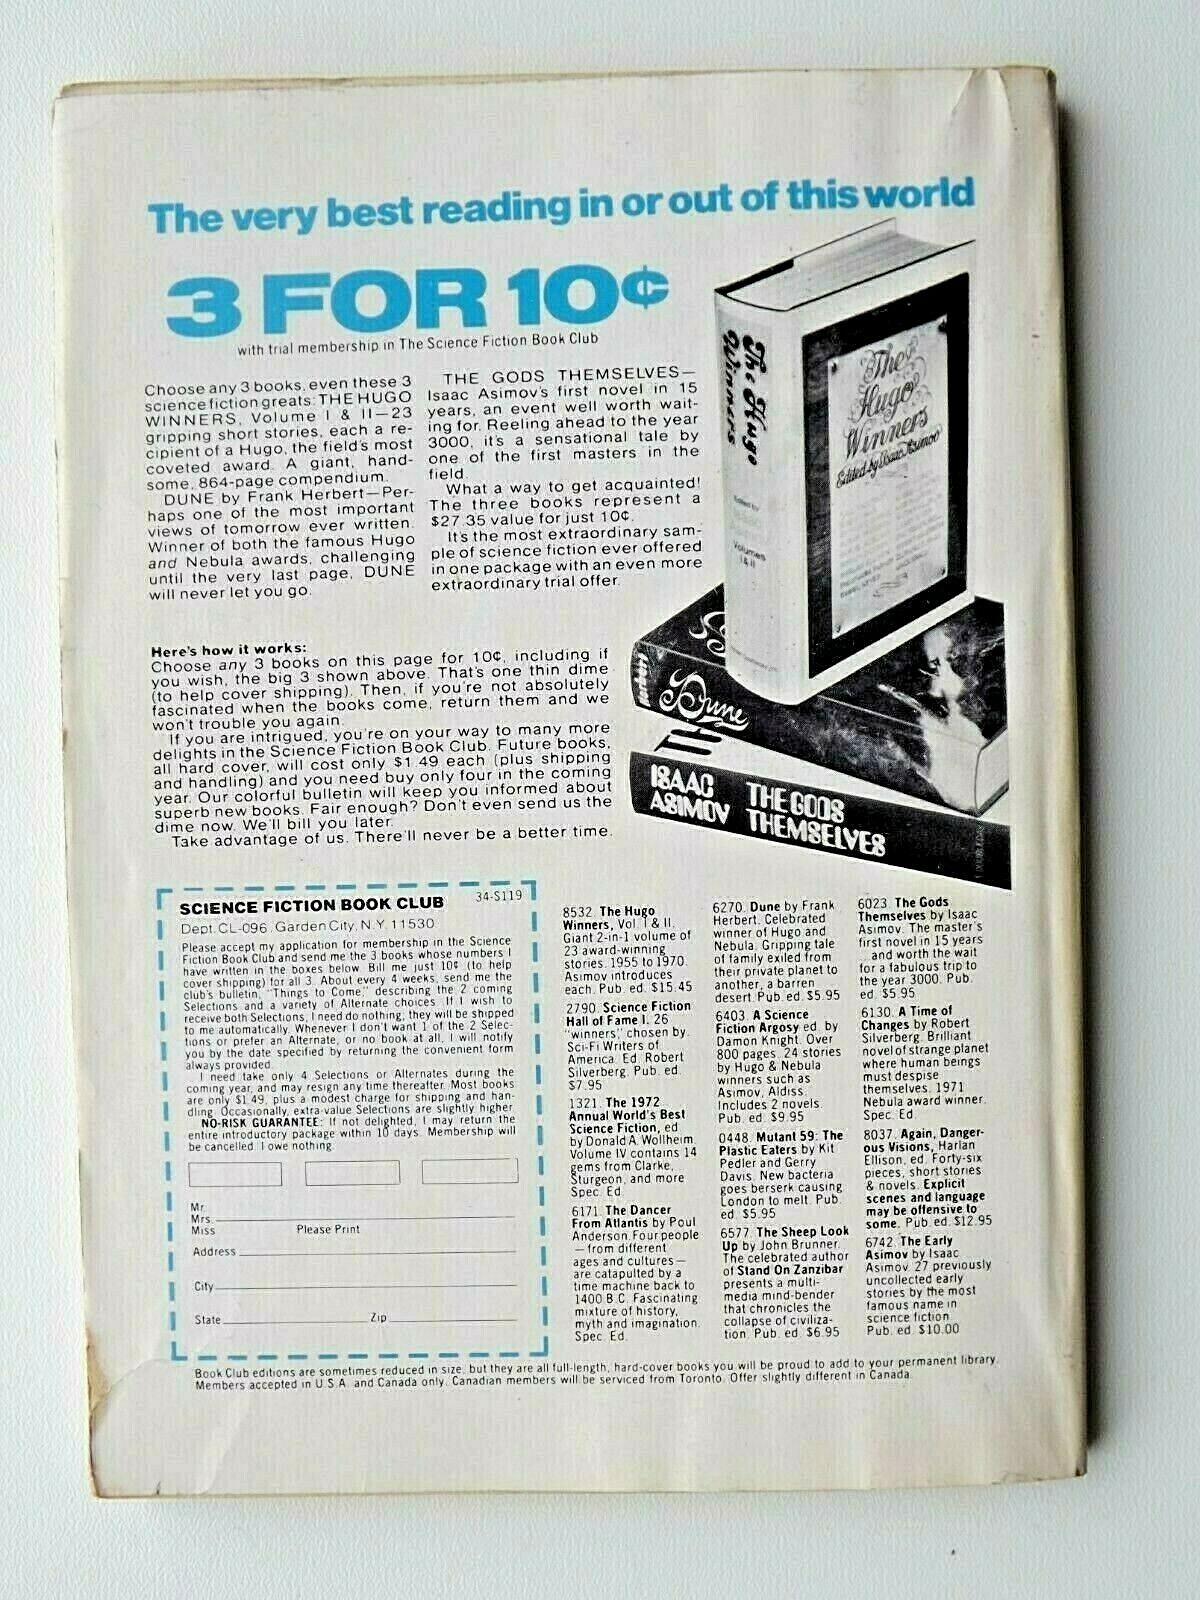 The very best reading in or out of this world
3 FOR 10¢
with trial membership in The Science Fiction Book Club
Choose any 3 books, even these 3
science fiction greats: THE HUGO
WINNERS, Volume I & II—23
gripping short stories, each a re-
cipient of a Hugo, the field's most
coveted award. A giant, hand-
some, 864-page compendium.
DUNE by Frank Herbert—Per-
haps one of the most important
views of tomorrow ever written.
Winner of both the famous Hugo
and Nebula awards, challenging
until the very last page, DUNE
will never let you go.
THE GODS THEMSELVES—
Isaac Asimov's first novel in 15
years, an event well worth wait-
ing for. Reeling ahead to the year
3000, it's a sensational tale by
one of the first masters in the
field.
What a way to get acquainted!
The three books represent a
$27.35 value for just 10¢.
It's the most extraordinary sam-
ple of science fiction ever offered
in one package with an even more
extraordinary trial offer.
The Hugo
Winners
Edited by
Volumes
I & II
The
Hugo
Winners
Edited by Isaac Asimov
Dune
ISAAC
ASIMOV
THE GODS
THEMSELVES
Here's how it works:
Choose any 3 books on this page for 10¢, including if
you wish, the big 3 shown above. That's one thin dime
(to help cover shipping). Then, if you're not absolutely
fascinated when the books come, return them and we
won't trouble you again.
If you are intrigued, you're on your way to many more
delights in the Science Fiction Book Club. Future books,
all hard cover, will cost only $1.49 each (plus shipping
and handling) and you need buy only four in the coming
year. Our colorful bulletin will keep you informed about
superb new books. Fair enough? Don't even send us the
dime now. We'll bill you later.
Take advantage of us. There'll never be a better time.
SCIENCE FICTION BOOK CLUB 34-S119
Dept. CL-096, Garden City, N.Y. 11530
Please accept my application for membership in the Science
Fiction Book Club and send me the 3 books whose numbers I
have written in the boxes below. Bill me just 10¢ (to help
cover shipping) for all 3. About every 4 weeks, send me the
club's bulletin, "Things to Come," describing the 2 coming
Selections and a variety of Alternate choices. If I wish to
receive both Selections, I need do nothing; they will be shipped
to me automatically. Whenever I don't want 1 of the 2 Selec-
tions or prefer an Alternate, or no book at all, I will notify
you by the date specified by returning the convenient form
always provided.
I need take only 4 Selections or Alternates during the
coming year, and may resign any time thereafter. Most books
are only $1.49, plus a modest charge for shipping and han-
dling. Occasionally, extra-value Selections are slightly higher.
NO-RISK GUARANTEE: If not delighted, I may return the
entire introductory package within 10 days. Membership will
be cancelled. I owe nothing.
Mr.
Mrs.
Miss Please Print
Address
City
State Zip
8532. The Hugo
Winners, Vol. I & II,
Giant 2-in-1 volume of
23 award-winning
stories, 1955 to 1970.
Asimov introduces
each. Pub. ed. $15.45
2790. Science Fiction
Hall of Fame I. 26
"winners," chosen by
Sci-Fi Writers of
America. Ed. Robert
Silverberg. Pub. ed.
$7.95
1321. The 1972
Annual World's Best
Science Fiction, ed.
by Donald A. Wollheim.
Volume IV contains 14
gems from Clarke,
Sturgeon, and more.
Spec. Ed.
6171. The Dancer
From Atlantis by Poul
Anderson. Four people
—from different
ages and cultures—
are catapulted by a
time machine back to
1400 B.C. Fascinating
mixture of history,
myth and imagination.
Spec. Ed.
6270. Dune by Frank
Herbert. Celebrated
winner of Hugo and
Nebula. Gripping tale
of family exiled from
their private planet to
another, a barren
desert. Pub. ed. $5.95
6403. A Science
Fiction Argosy ed. by
Damon Knight. Over
800 pages. 24 stories
by Hugo & Nebula
winners such as
Asimov, Aldiss.
Includes 2 novels.
Pub. ed. $9.95
0448. Mutant 59: The
Plastic Eaters by Kit
Pedler and Gerry
Davis. New bacteria
goes berserk causing
London to melt. Pub.
ed. $5.95
6577. The Sheep Look
Up by John Brunner.
The celebrated author
of Stand On Zanzibar
presents a multi-
media mind-bender
that chronicles the
collapse of civiliza-
tion. Pub. ed. $6.95
6023. The Gods
Themselves by Isaac
Asimov. The master's
first novel in 15 years
...and worth the wait
for a fabulous trip to
the year 3000. Pub.
ed. $5.95
6130. A Time of
Changes by Robert
Silverberg. Brilliant
novel of strange planet
where human beings
must despise
themselves. 1971
Nebula award winner.
Spec. Ed.
8037. Again, Danger-
ous Visions, Harlan
Ellison, ed. Forty-six
pieces, short stories
& novels. Explicit
scenes and language
may be offensive to
some. Pub. ed. $12.95
6742. The Early
Asimov by Isaac
Asimov. 27 previously
uncollected early
stories by the most
famous name in
science fiction.
Pub. ed. $10.00
Book Club editions are sometimes reduced in size, but they are all full-length, hard-cover books you will be proud to add to your permanent library.
Members accepted in U.S.A. and Canada only. Canadian members will be serviced from Toronto. Offer slightly different in Canada.